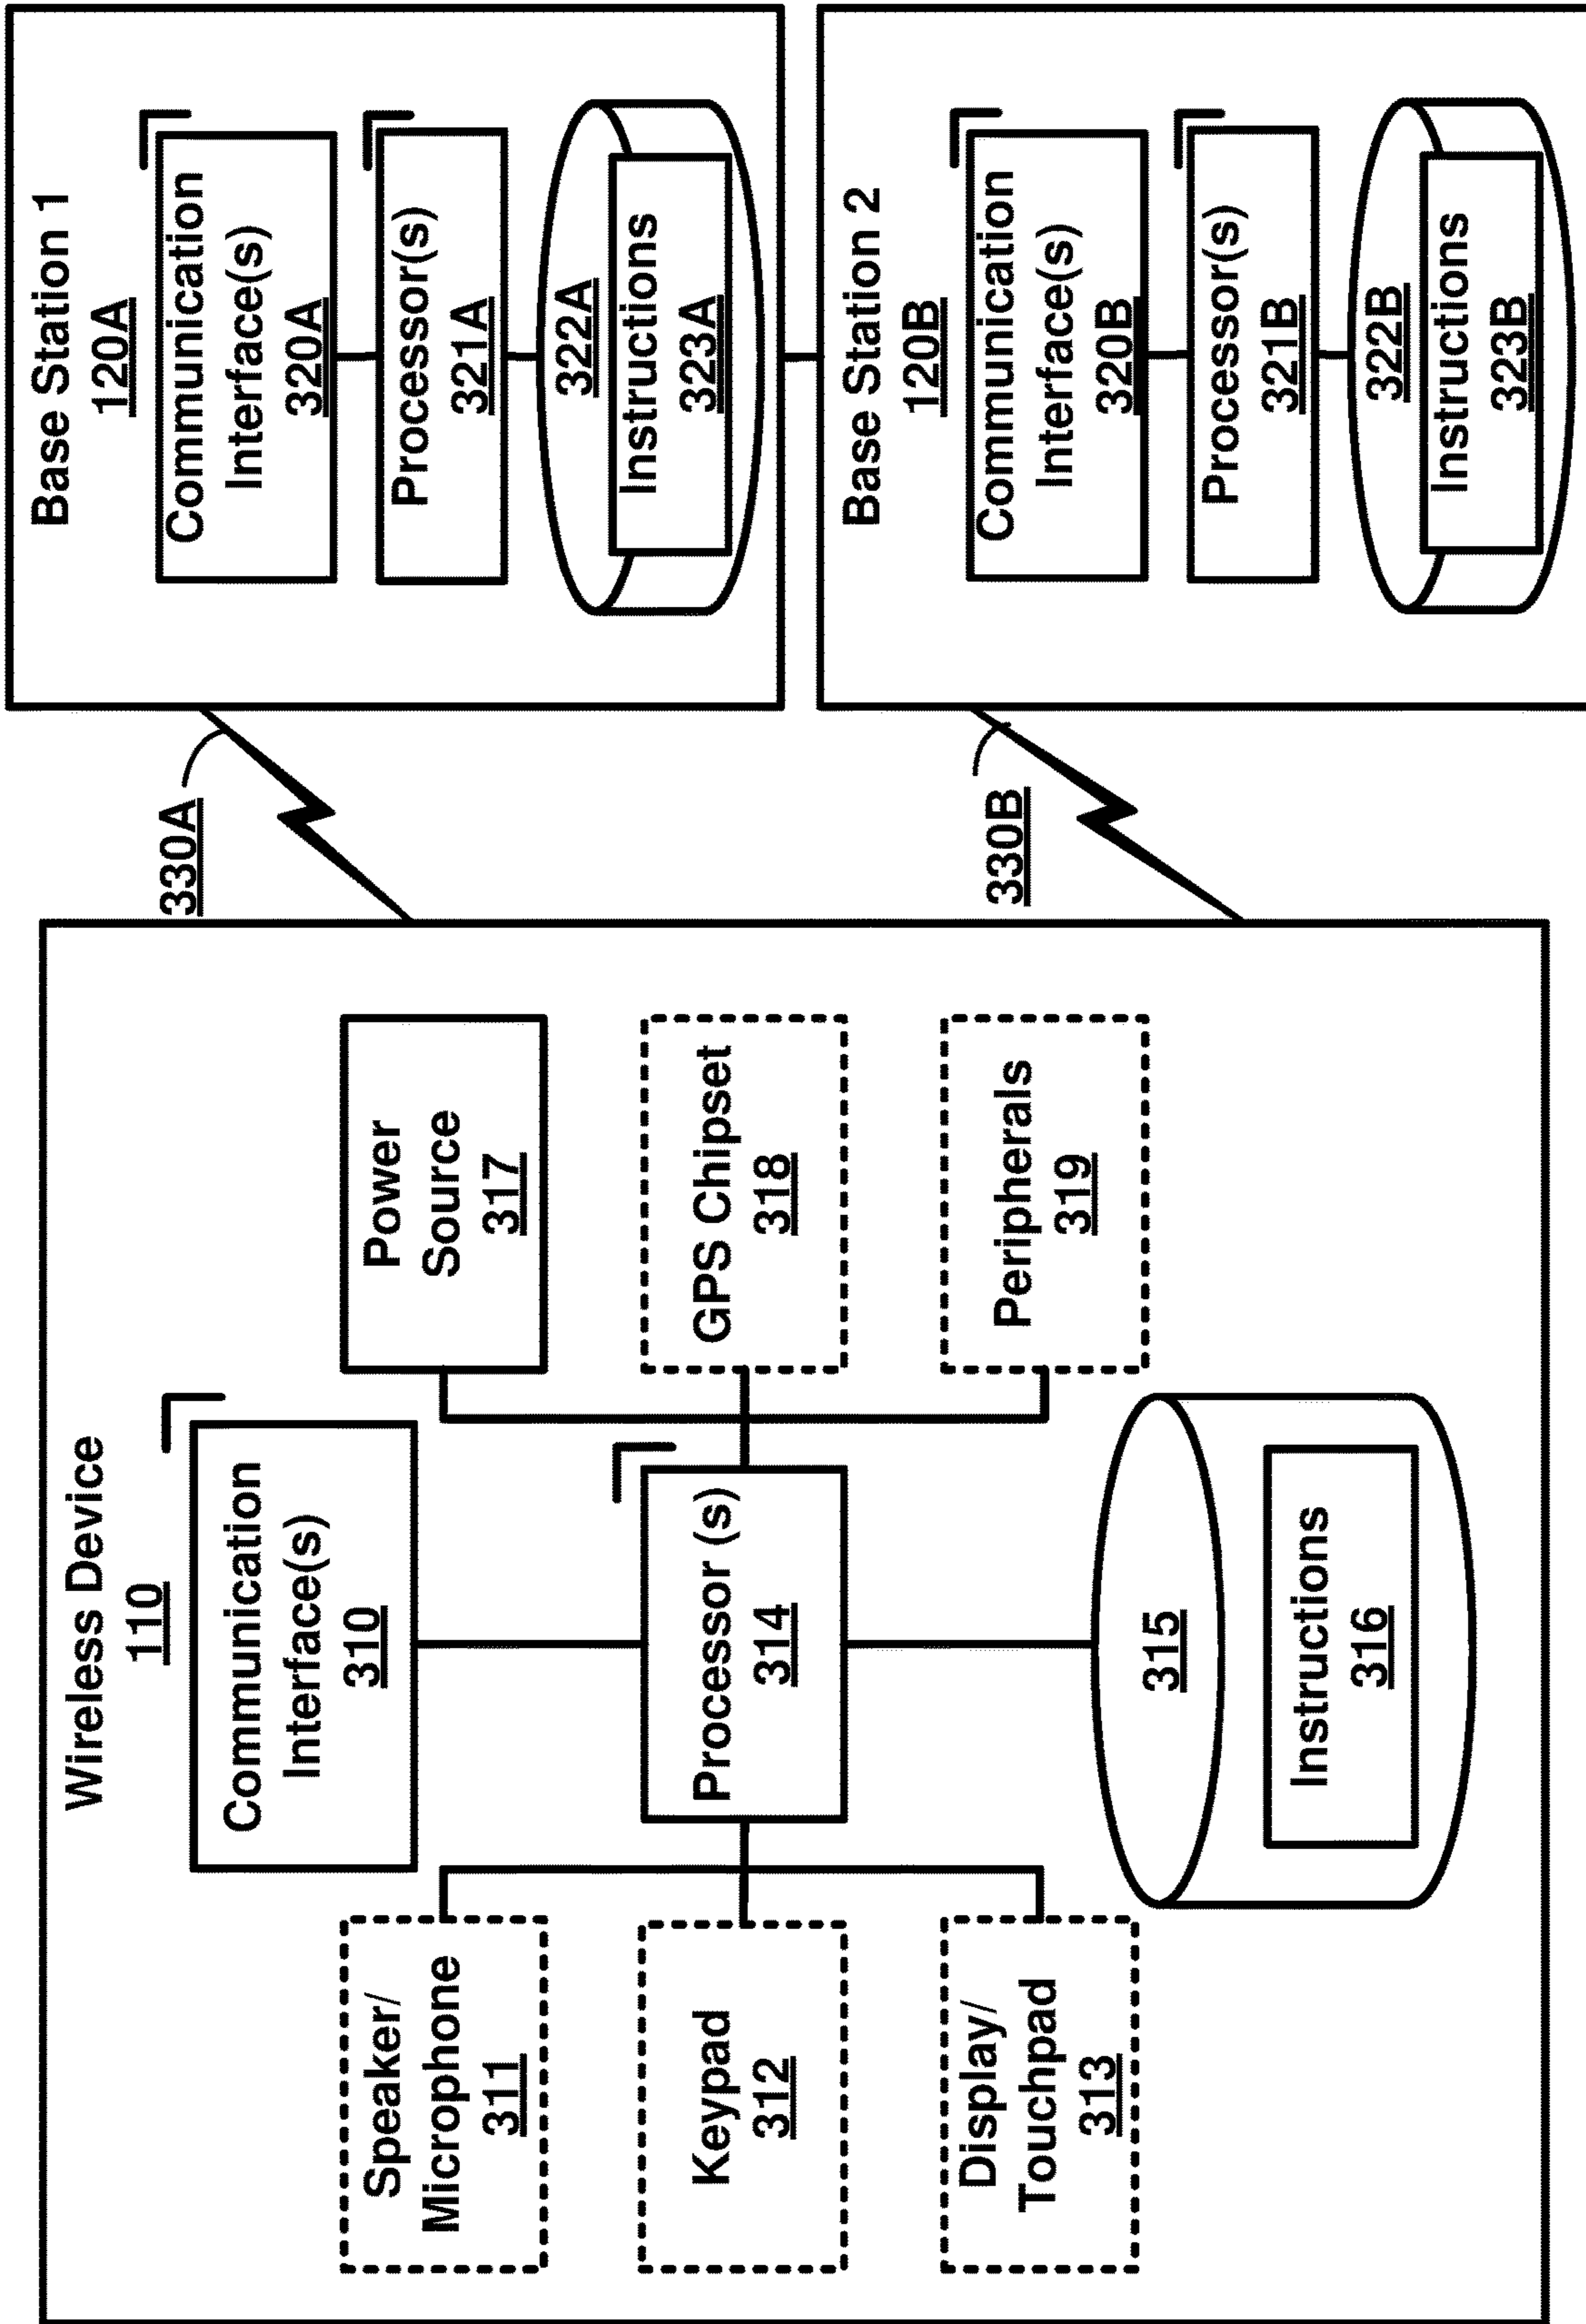 Wireless Device
110
Communication
Interface(s)
310
Speaker/
Microphone
311
Keypad
312
Display/
Touchpad
313
Processor (s)
314
Power
Source
317
GPS Chipset
318
Peripherals
319
315
Instructions
316
330A
330B
Base Station 1
120A
Communication
Interface(s)
320A
Processor(s)
321A
322A
Instructions
323A
Base Station 2
120B
Communication
Interface(s)
320B
Processor(s)
321B
322B
Instructions
323B